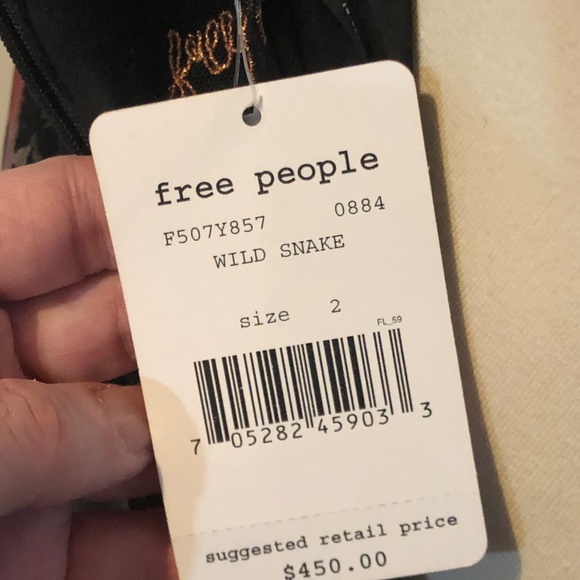 free people
F507Y857 0884
WILD SNAKE
size 2
FL_59
7 05282 45903 3
suggested retail price
$450.00